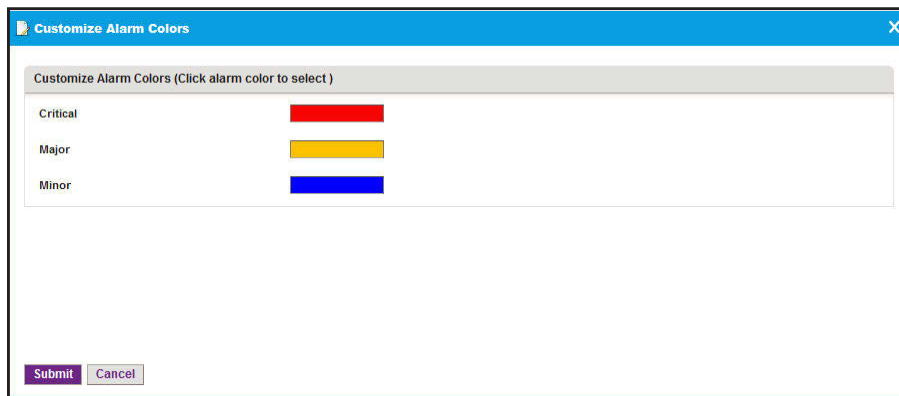 Customize Alarm Colors
Customize Alarm Colors (Click alarm color to select )
Critical
Major
Minor
Submit Cancel